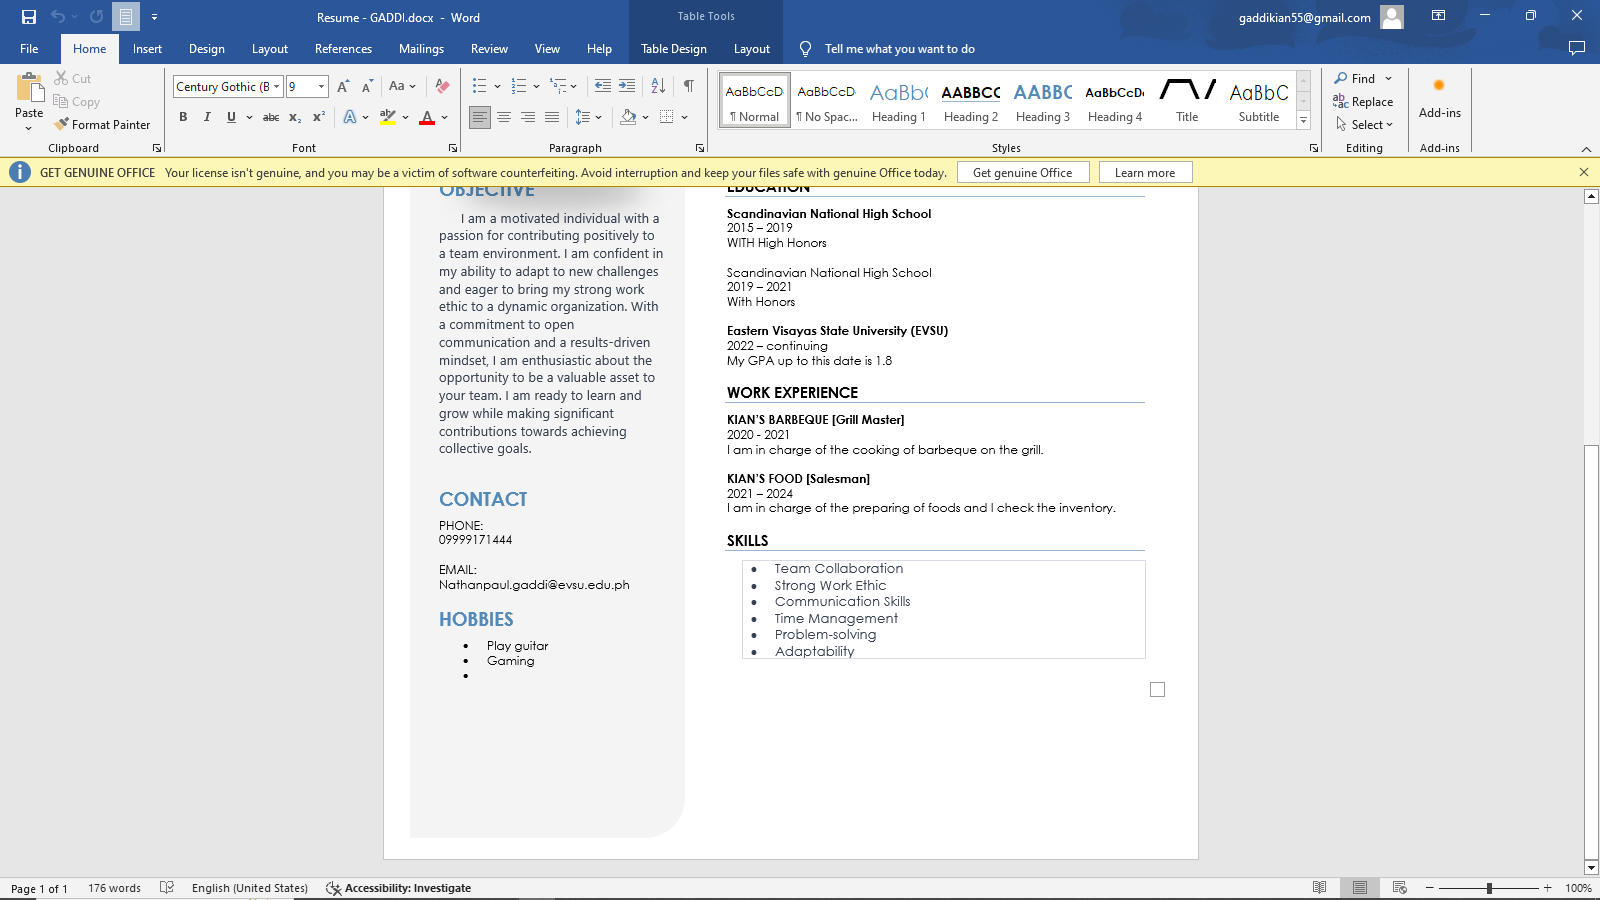 Resume - GADDI.docx - Word
Table Tools
gaddikian55@gmail.com
File
Home
Insert
Design
Layout
References
Mailings
Review
View
Help
Table Design
Layout
Tell me what you want to do
Paste
Cut
Copy
Format Painter
Clipboard
Century Gothic (B
9
Aa
B I U abc x₂ x²
Font
Paragraph
AaBbCcD
¶ Normal
AaBbCcD
¶ No Spac...
AaBbC
Heading 1
AABBCC
Heading 2
AABBC
Heading 3
AaBbCcDc
Heading 4
Title
AaBbC
Subtitle
Styles
Find
Replace
Select
Editing
Add-ins
Add-ins
GET GENUINE OFFICE Your license isn't genuine, and you may be a victim of software counterfeiting. Avoid interruption and keep your files safe with genuine Office today.
Get genuine Office
Learn more
OBJECTIVE
I am a motivated individual with a
passion for contributing positively to
a team environment. I am confident in
my ability to adapt to new challenges
and eager to bring my strong work
ethic to a dynamic organization. With
a commitment to open
communication and a results-driven
mindset, I am enthusiastic about the
opportunity to be a valuable asset to
your team. I am ready to learn and
grow while making significant
contributions towards achieving
collective goals.
CONTACT
PHONE:
09999171444
EMAIL:
Nathanpaul.gaddi@evsu.edu.ph
HOBBIES
• Play guitar
• Gaming
•
EDUCATION
Scandinavian National High School
2015 – 2019
WITH High Honors
Scandinavian National High School
2019 – 2021
With Honors
Eastern Visayas State University (EVSU)
2022 – continuing
My GPA up to this date is 1.8
WORK EXPERIENCE
KIAN'S BARBEQUE [Grill Master]
2020 - 2021
I am in charge of the cooking of barbeque on the grill.
KIAN'S FOOD [Salesman]
2021 – 2024
I am in charge of the preparing of foods and I check the inventory.
SKILLS
• Team Collaboration
• Strong Work Ethic
• Communication Skills
• Time Management
• Problem-solving
• Adaptability
Page 1 of 1
176 words
English (United States)
Accessibility: Investigate
100%